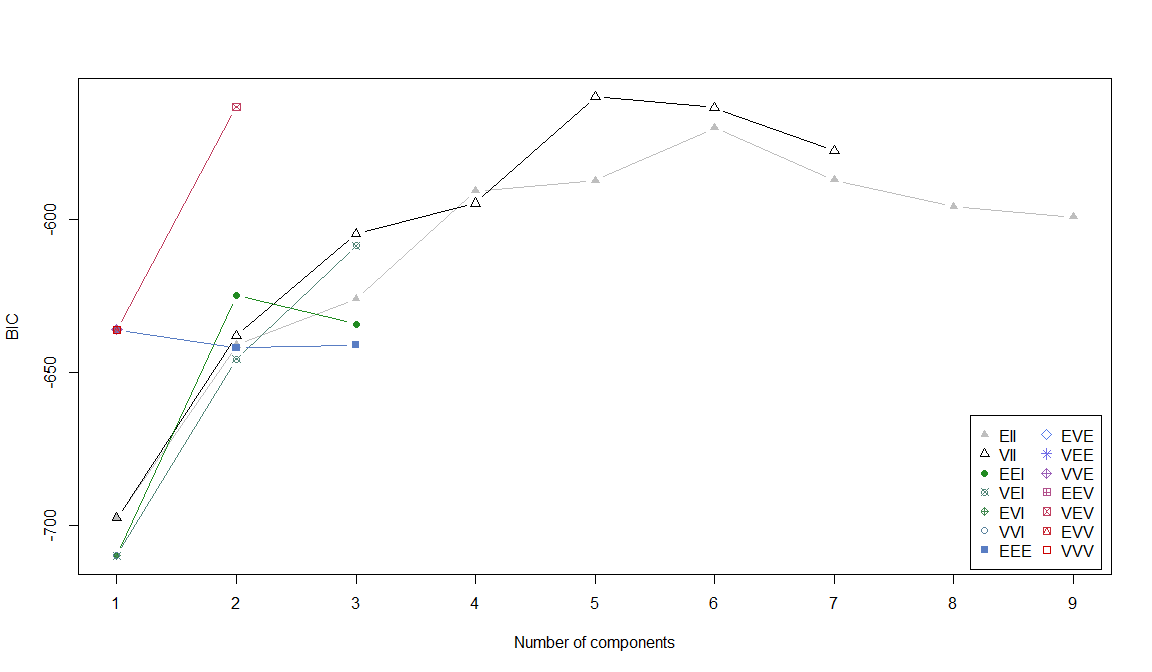 BIC
-600
-650
-700
1 2 3 4 5 6 7 8 9
Number of components
EII EVE
VII VEE
EEI VVE
VEI EEV
EVI VEV
VVI EVV
EEE VVV